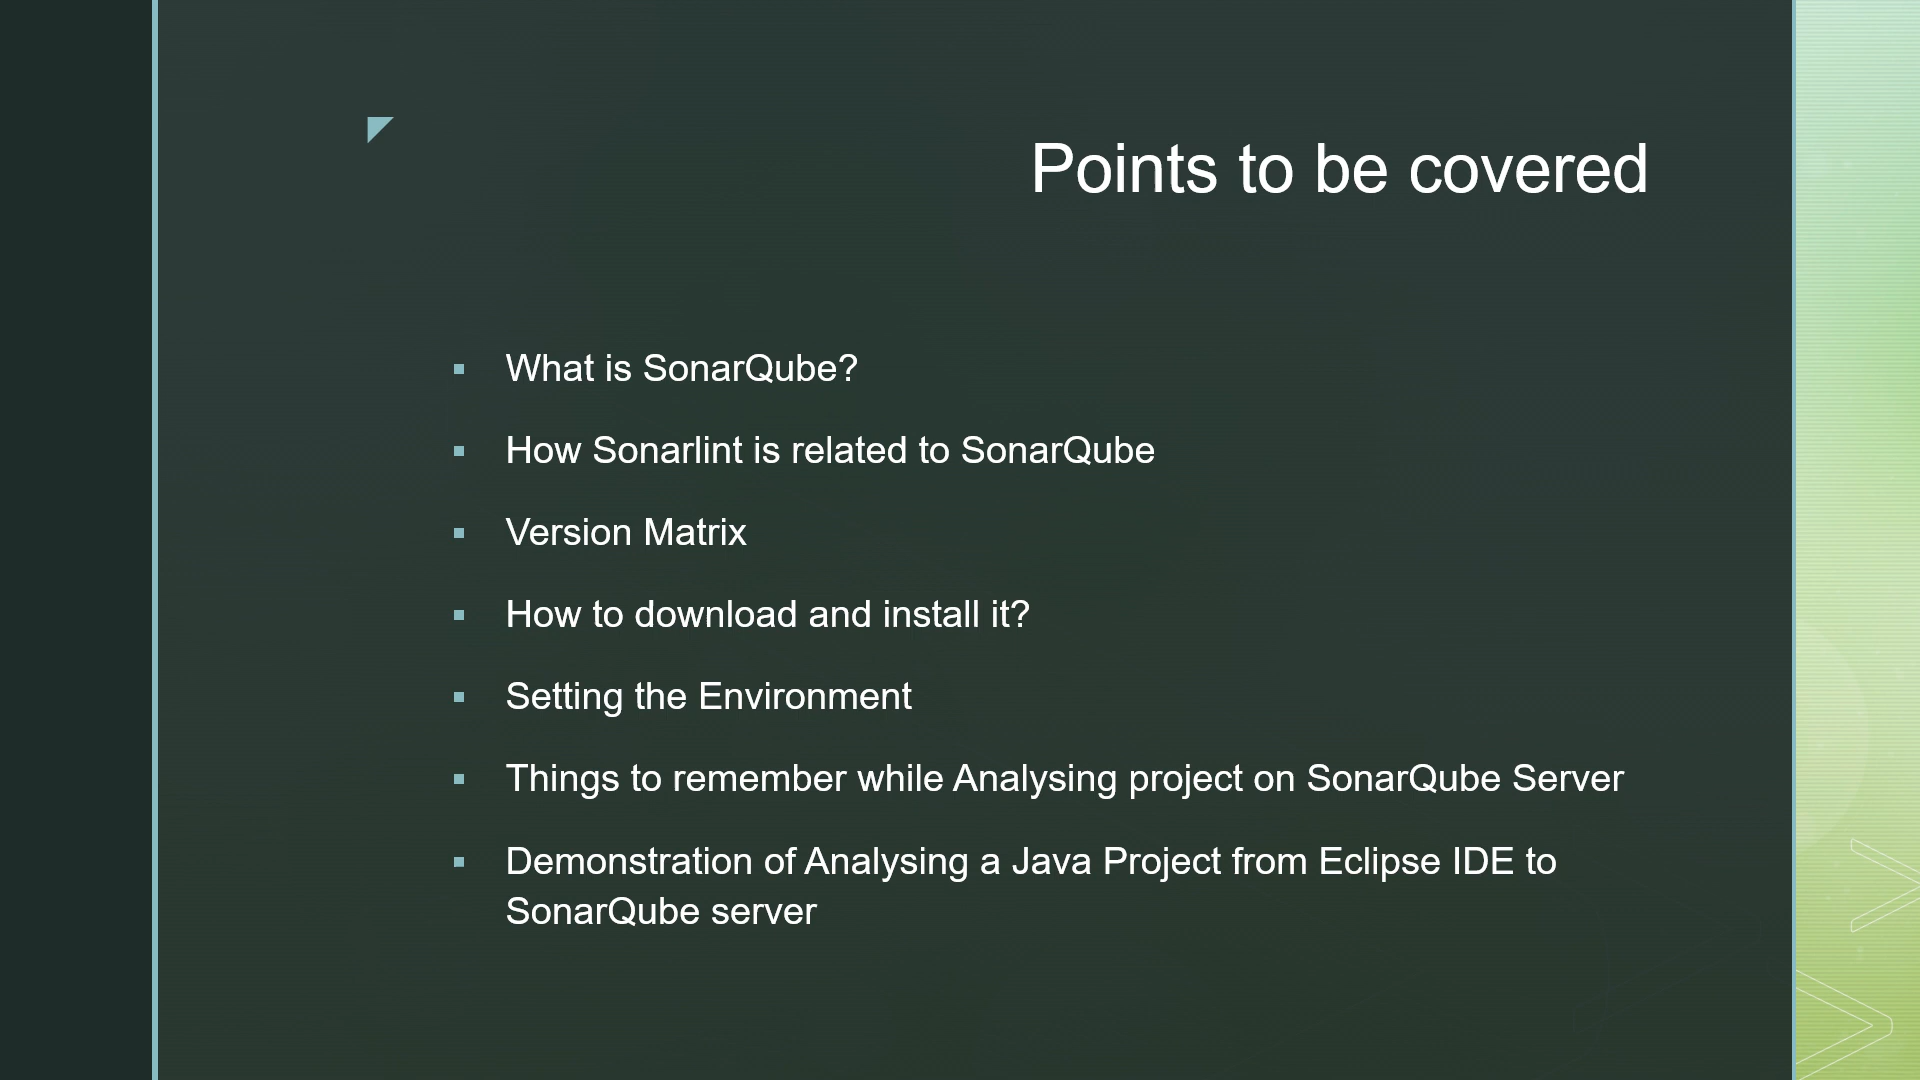 Points to be covered
What is SonarQube?
How Sonarlint is related to SonarQube
Version Matrix
How to download and install it?
Setting the Environment
Things to remember while Analysing project on SonarQube Server
Demonstration of Analysing a Java Project from Eclipse IDE to
SonarQube server